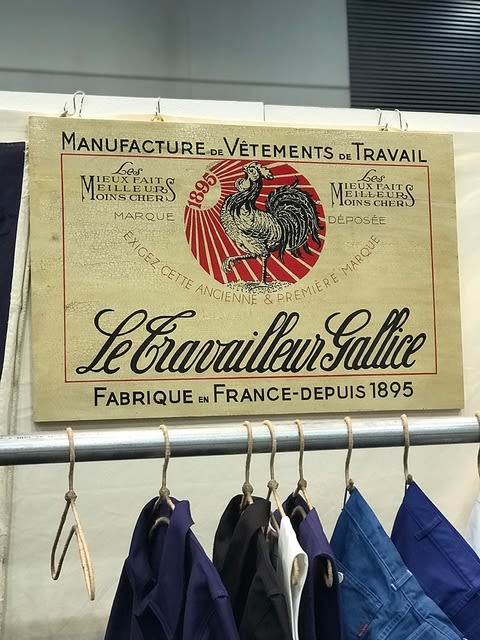 MANUFACTURE DE VÊTEMENTS DE TRAVAIL
Les
MIEUX FAITS
MEILLEURS
MOINS CHERS
1895
Les
MIEUX FAITS
MEILLEURS
MOINS CHERS
MARQUE DÉPOSÉE
EXIGEZ CETTE ANCIENNE & PREMIÈRE MARQUE
Le Travailleur Gallice
FABRIQUE EN FRANCE-DEPUIS 1895